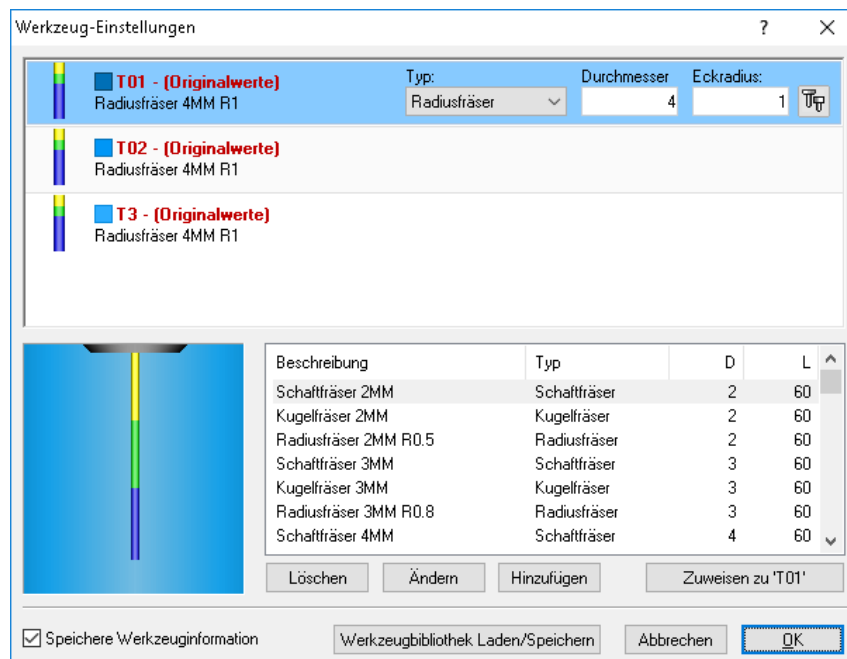 Werkzeug-Einstellungen ?
T01 - (Originalwerte) Typ: Durchmesser Eckradius:
Radiusfräser 4MM R1 Radiusfräser 4 1
T02 - (Originalwerte)
Radiusfräser 4MM R1
T3 - (Originalwerte)
Radiusfräser 4MM R1
Beschreibung Typ D L
Schaftfräser 2MM Schaftfräser 2 60
Kugelfräser 2MM Kugelfräser 2 60
Radiusfräser 2MM R0.5 Radiusfräser 2 60
Schaftfräser 3MM Schaftfräser 3 60
Kugelfräser 3MM Kugelfräser 3 60
Radiusfräser 3MM R0.8 Radiusfräser 3 60
Schaftfräser 4MM Schaftfräser 4 60
Löschen Ändern Hinzufügen Zuweisen zu 'T01'
Speichere Werkzeuginformation Werkzeugbibliothek Laden/Speichern Abbrechen OK